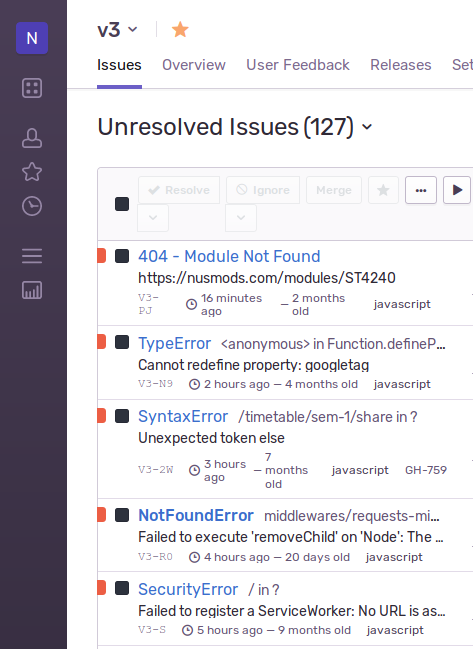 N
v3
Issues Overview User Feedback Releases Set
Unresolved Issues (127)
Resolve Ignore Merge
404 - Module Not Found
https://nusmods.com/modules/ST4240
V3-PJ 16 minutes ago — 2 months old javascript
TypeError <anonymous> in Function.defineP...
Cannot redefine property: googletag
V3-N9 2 hours ago — 4 months old javascript
SyntaxError /timetable/sem-1/share in ?
Unexpected token else
V3-2W 3 hours ago — 7 months old javascript GH-759
NotFoundError middlewares/requests-mi...
Failed to execute 'removeChild' on 'Node': The ...
V3-R0 4 hours ago — 20 days old javascript
SecurityError / in ?
Failed to register a ServiceWorker: No URL is as...
V3-S 5 hours ago — 9 months old javascript